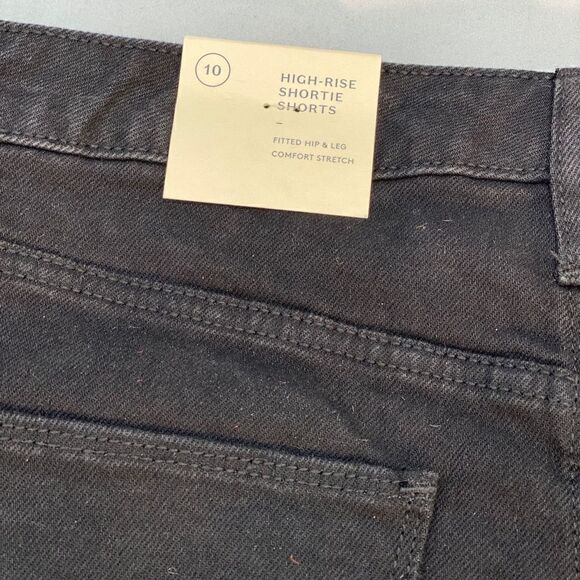 10
HIGH-RISE
SHORTIE
SHORTS
–
FITTED HIP & LEG
COMFORT STRETCH